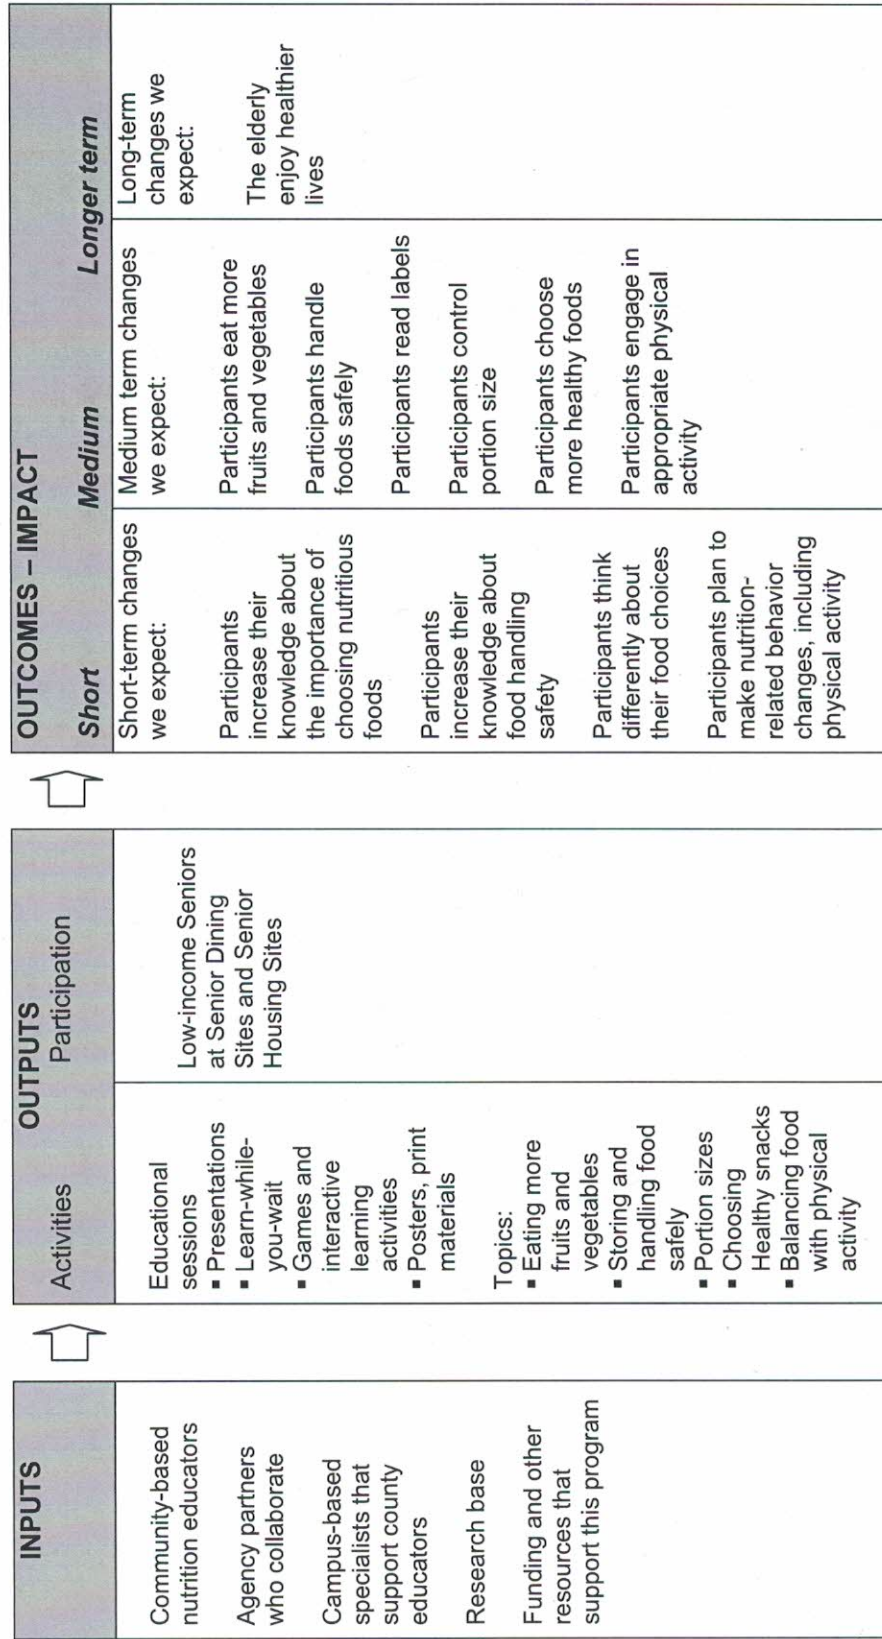 INPUTS
Community-based
nutrition educators
Agency partners
who collaborate
Campus-based
specialists that
support county
educators
Research base
Funding and other
resources that
support this program
OUTPUTS
Activities Participation
Educational
sessions
▪ Presentations
▪ Learn-while-
you-wait
▪ Games and
interactive
learning
activities
▪ Posters, print
materials
Topics:
▪ Eating more
fruits and
vegetables
▪ Storing and
handling food
safely
▪ Portion sizes
▪ Choosing
Healthy snacks
▪ Balancing food
with physical
activity
Low-income Seniors
at Senior Dining
Sites and Senior
Housing Sites
OUTCOMES – IMPACT
Short Medium Longer term
Short-term changes
we expect:
Participants
increase their
knowledge about
the importance of
choosing nutritious
foods
Participants
increase their
knowledge about
food handling
safety
Participants think
differently about
their food choices
Participants plan to
make nutrition-
related behavior
changes, including
physical activity
Medium term changes
we expect:
Participants eat more
fruits and vegetables
Participants handle
foods safely
Participants read labels
Participants control
portion size
Participants choose
more healthy foods
Participants engage in
appropriate physical
activity
Long-term
changes we
expect:
The elderly
enjoy healthier
lives